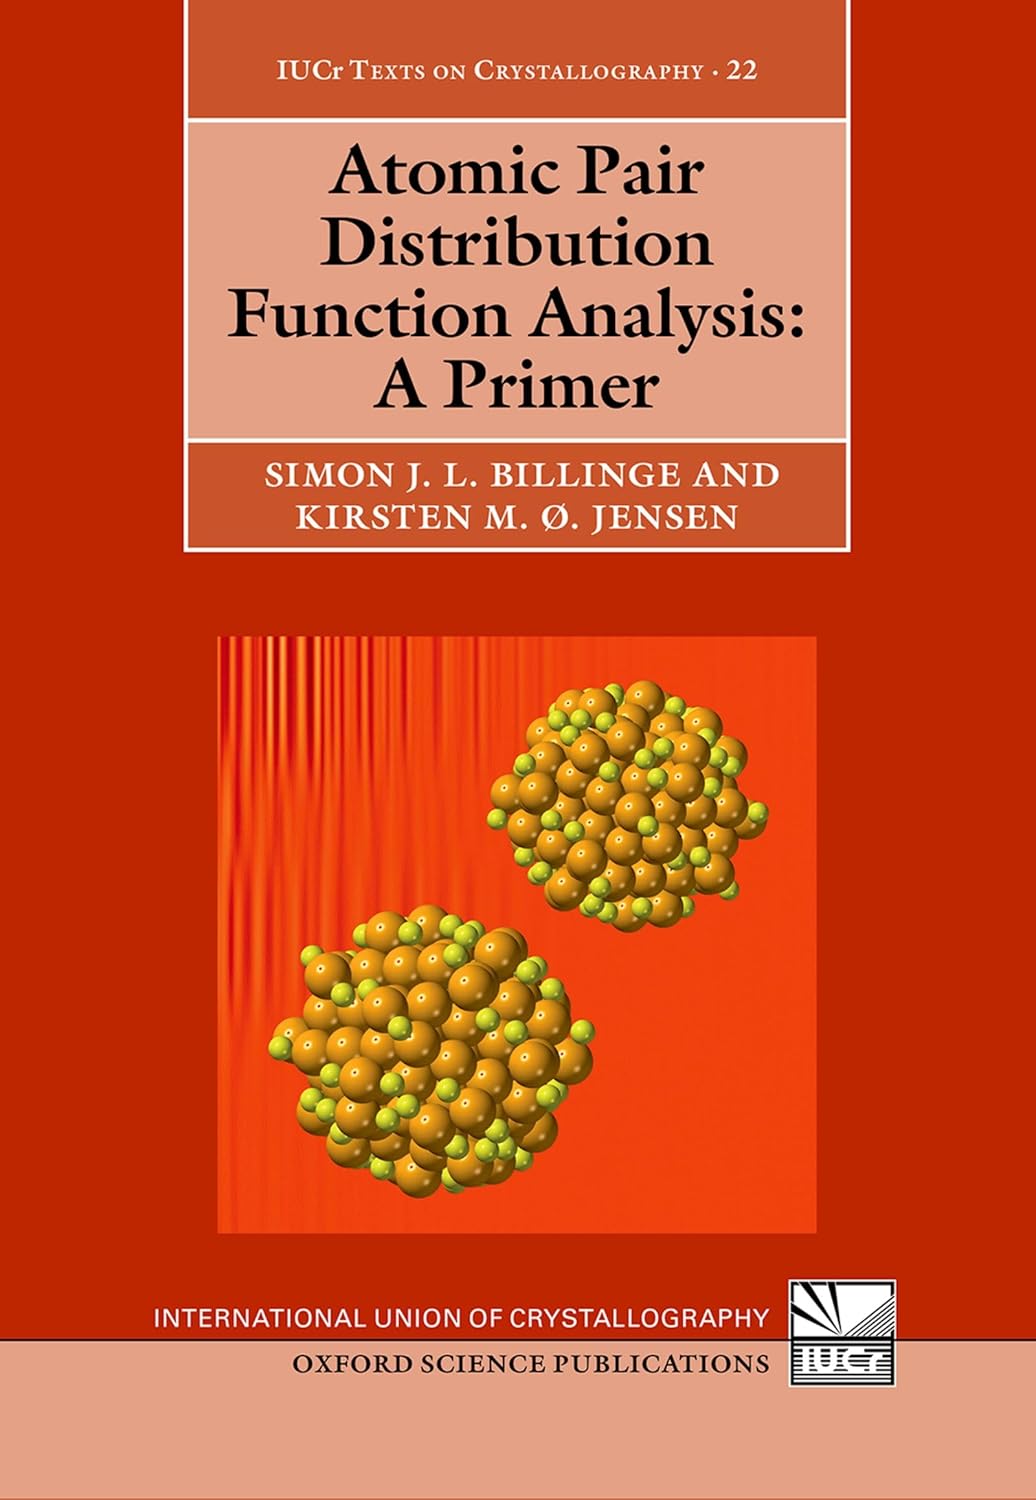 IUCr Texts on Crystallography · 22
Atomic Pair
Distribution
Function Analysis:
A Primer
SIMON J. L. BILLINGE AND
KIRSTEN M. Ø. JENSEN
INTERNATIONAL UNION OF CRYSTALLOGRAPHY
OXFORD SCIENCE PUBLICATIONS
IUCr